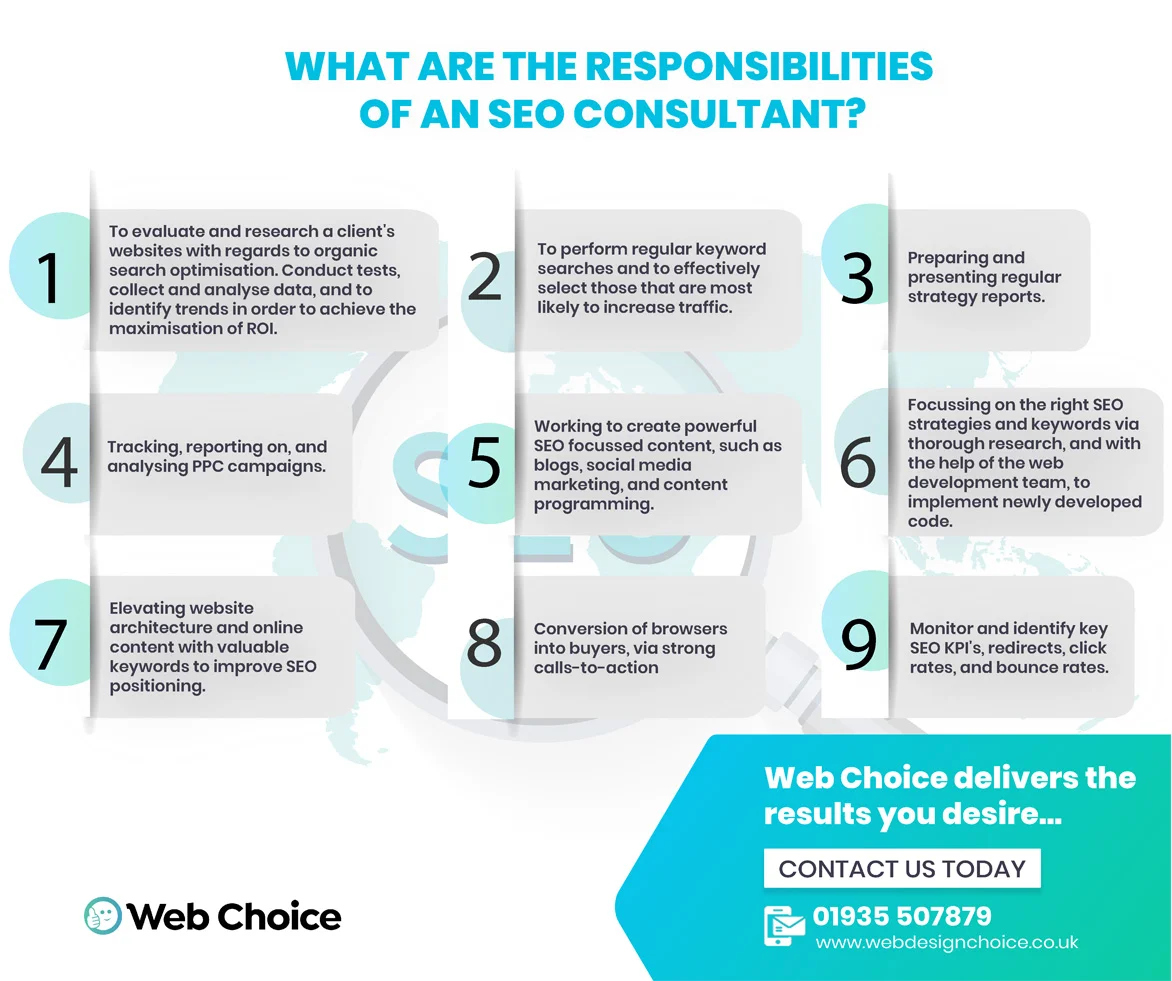 WHAT ARE THE RESPONSIBILITIES
OF AN SEO CONSULTANT?
1
To evaluate and research a client's
websites with regards to organic
search optimisation. Conduct tests,
collect and analyse data, and to
identify trends in order to achieve the
maximisation of ROI.
2
To perform regular keyword
searches and to effectively
select those that are most
likely to increase traffic.
3
Preparing and
presenting regular
strategy reports.
4
Tracking, reporting on, and
analysing PPC campaigns.
5
Working to create powerful
SEO focussed content, such as
blogs, social media
marketing, and content
programming.
6
Focussing on the right SEO
strategies and keywords via
thorough research, and with
the help of the web
development team, to
implement newly developed
code.
7
Elevating website
architecture and online
content with valuable
keywords to improve SEO
positioning.
8
Conversion of browsers
into buyers, via strong
calls-to-action
9
Monitor and identify key
SEO KPI's, redirects, click
rates, and bounce rates.
SEO
Web Choice delivers the
results you desire...
CONTACT US TODAY
01935 507879
www.webdesignchoice.co.uk
Web Choice